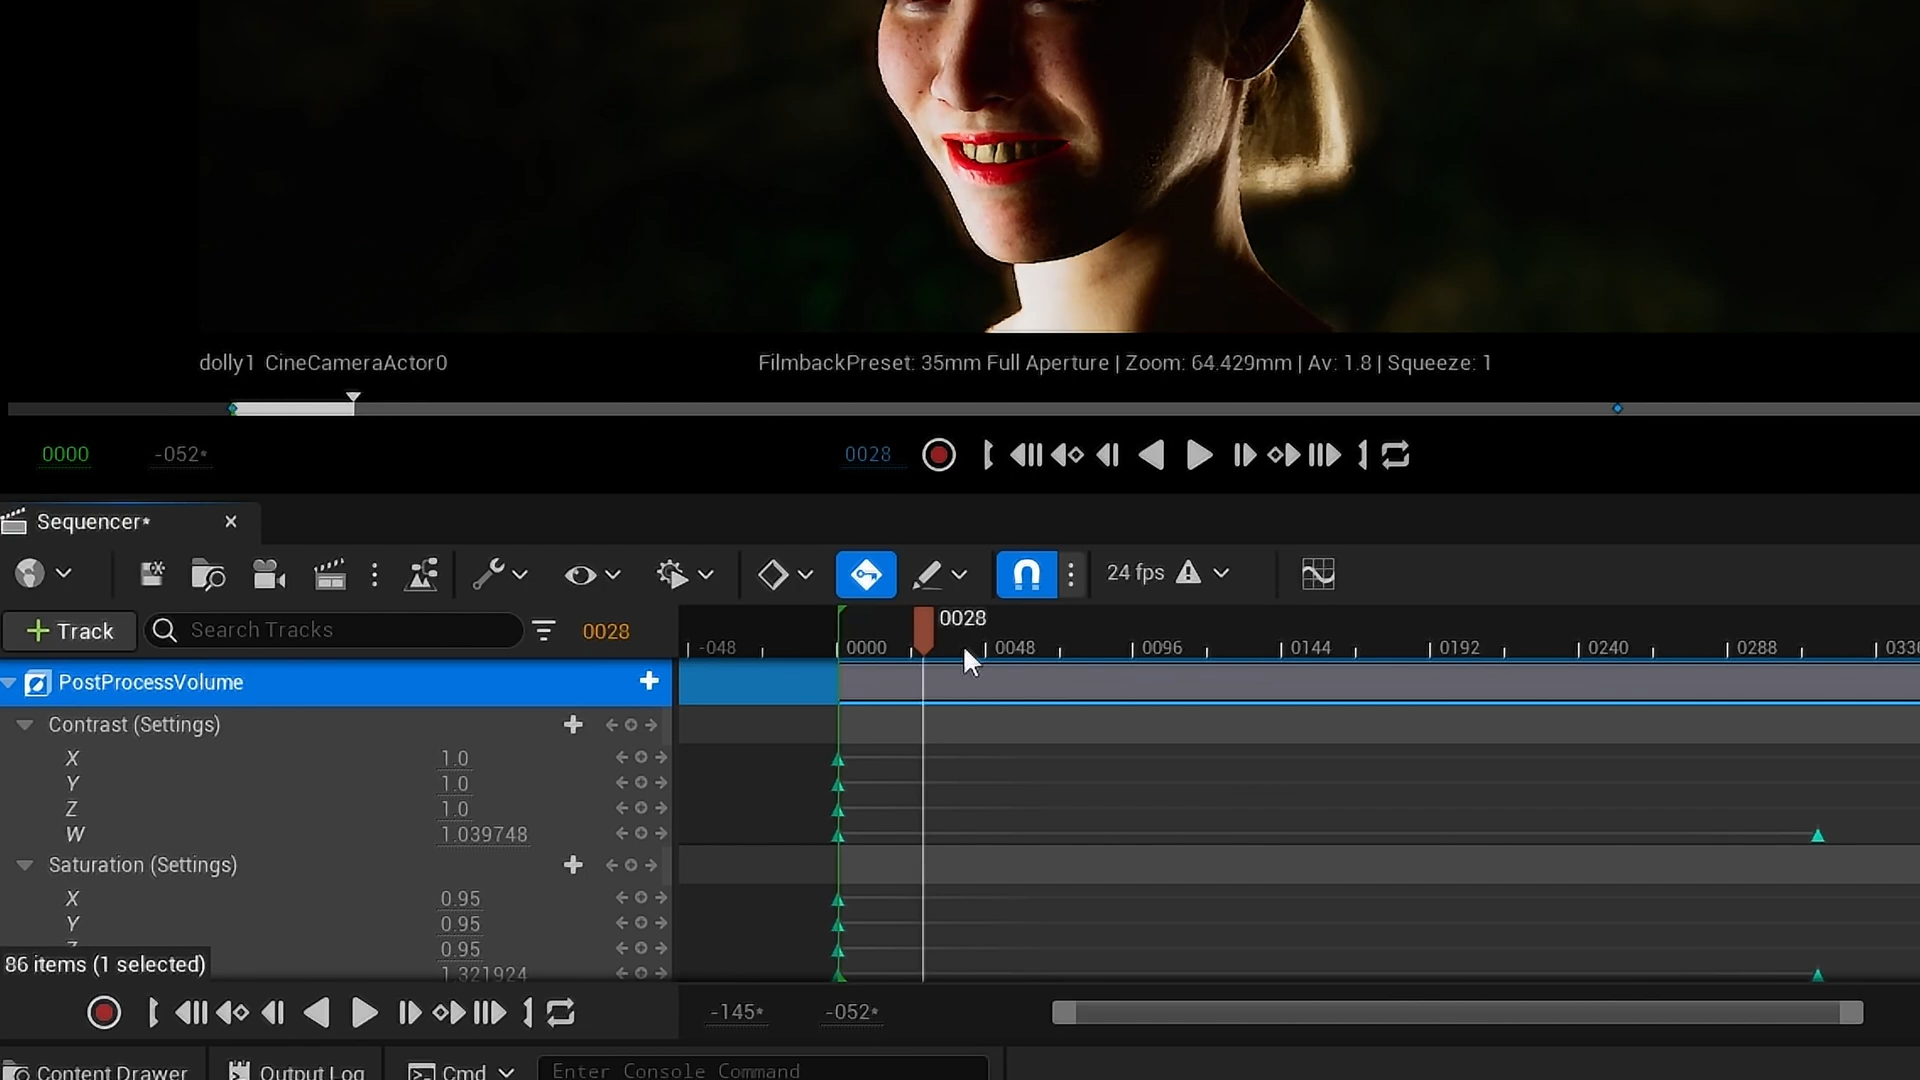 dolly1 CineCameraActor0
FilmbackPreset: 35mm Full Aperture | Zoom: 64.429mm | Av: 1.8 | Squeeze: 1
0000 -052* 0028
Sequencer*
24 fps
Track Search Tracks 0028 0028
-048 0000 0048 0096 0144 0192 0240 0288
PostProcessVolume
Contrast (Settings)
X 1.0
Y 1.0
Z 1.0
W 1.039748
Saturation (Settings)
X 0.95
Y 0.95
Z 0.95
1.321924
86 items (1 selected)
-145* -052*
Content Drawer Output Log Cmd Enter Console Command